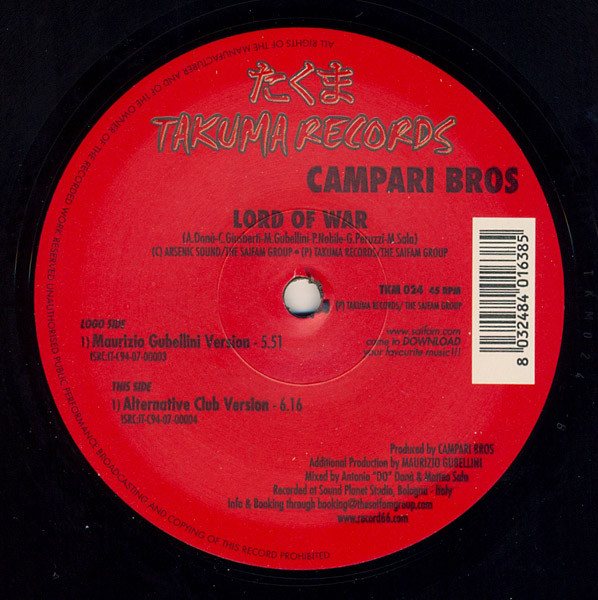 たくま
TAKUMA RECORDS
CAMPARI BROS
LORD OF WAR
(A.Donà-C.Gimberti-M.Gubellini-P.Nobile-G.Peruzzi-M.Sala)
(C) ARSENIC SOUND/THE SAIFAM GROUP • (P) TAKUMA RECORDS/THE SAIFAM GROUP
TKM 024 45 RPM
(P) TAKUMA RECORDS/ THE SAIFAM GROUP
LOGO SIDE
1) Maurizio Gubellini Version - 5.51
ISRC:IT-C94-07-00003
www.saifam.com
come to DOWNLOAD
your favourite music!!!
8 032484 016385
THIS SIDE
1) Alternative Club Version - 6.16
ISRC:IT-C94-07-00004
Produced by CAMPARI BROS
Additional Production by MAURIZIO GUBELLINI
Mixed by Antonio "DO" Donà & Matteo Sala
Recorded at Sound Planet Studio, Bologna - Italy
Info & Booking through booking@thesaifamgroup.com
www.record66.com
ALL RIGHTS OF THE MANUFACTURER AND OF THE OWNER OF THE RECORDED WORK RESERVED UNAUTHORISED PUBLIC PERFORMANCE BROADCASTING AND COPYING OF THIS RECORD PROHIBITED